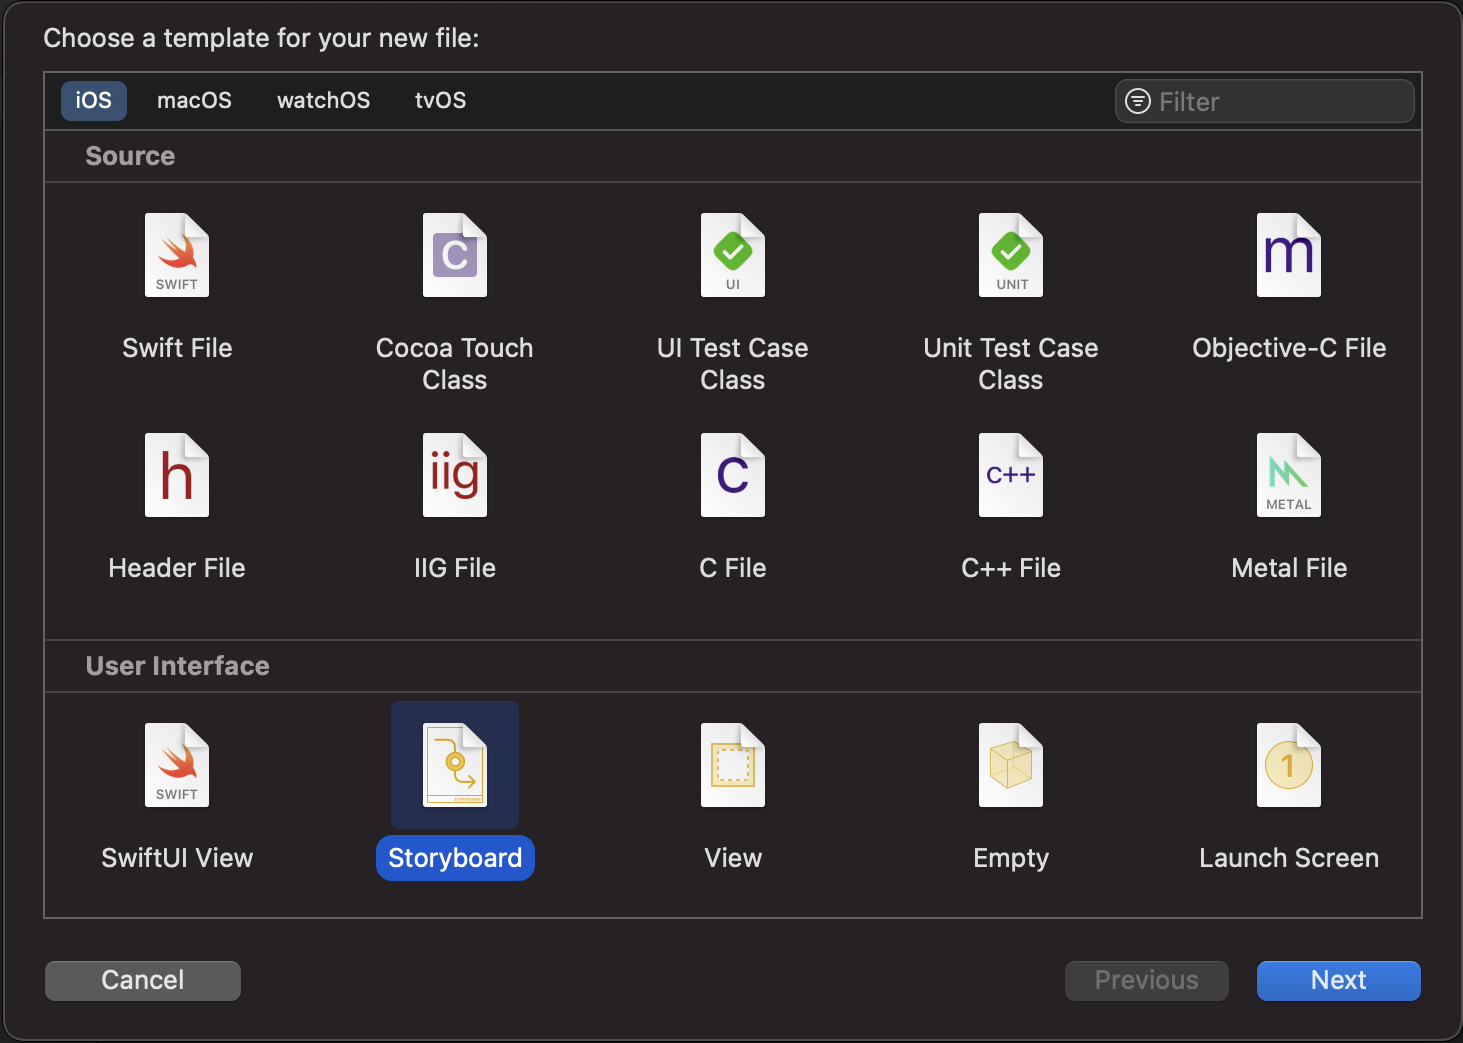 Choose a template for your new file:
iOS macOS watchOS tvOS Filter
Source
SWIFT
C
UI
UNIT
m
Swift File
Cocoa Touch
Class
UI Test Case
Class
Unit Test Case
Class
Objective-C File
h
iig
C
C++
METAL
Header File
IIG File
C File
C++ File
Metal File
User Interface
SWIFT
STORYBOARD
1
SwiftUI View
Storyboard
View
Empty
Launch Screen
Cancel
Previous
Next